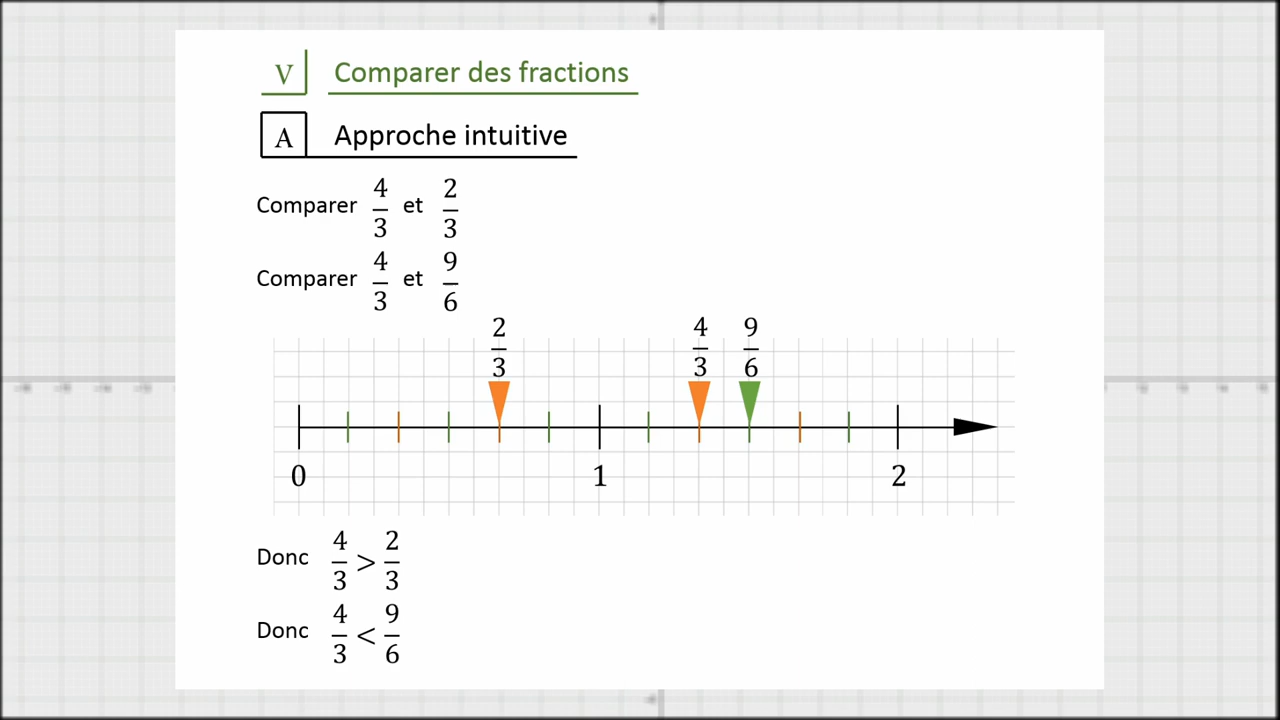 V Comparer des fractions
A Approche intuitive
Comparer 4/3 et 2/3
Comparer 4/3 et 9/6
2/3 4/3 9/6
0 1 2
Donc 4/3 > 2/3
Donc 4/3 < 9/6